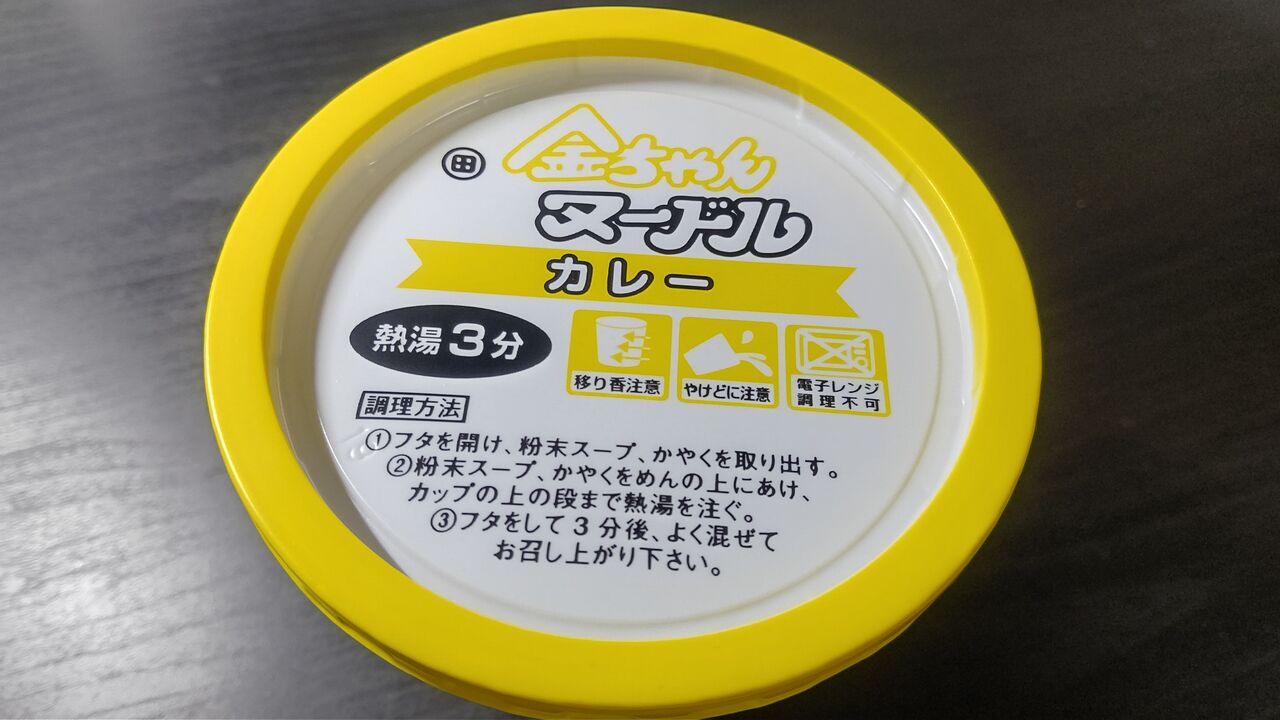 田
金ちゃん
ヌードル
カレー
熱湯3分
移り香注意
やけどに注意
電子レンジ
調理不可
調理方法
①フタを開け、粉末スープ、かやくを取り出す。
②粉末スープ、かやくをめんの上にあけ、
カップの上の段まで熱湯を注ぐ。
③フタをして3分後、よく混ぜて
お召し上がり下さい。